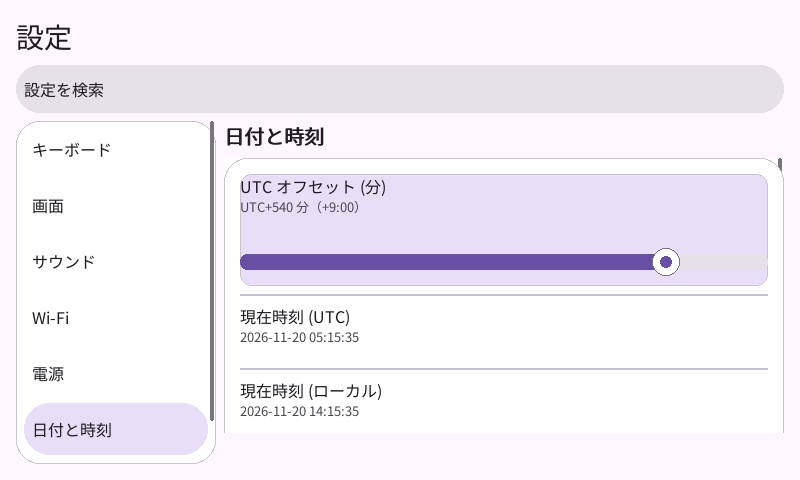 設定
設定を検索
キーボード
画面
サウンド
Wi-Fi
電源
日付と時刻
日付と時刻
UTC オフセット (分)
UTC+540 分（+9:00）
現在時刻 (UTC)
2026-11-20 05:15:35
現在時刻 (ローカル)
2026-11-20 14:15:35